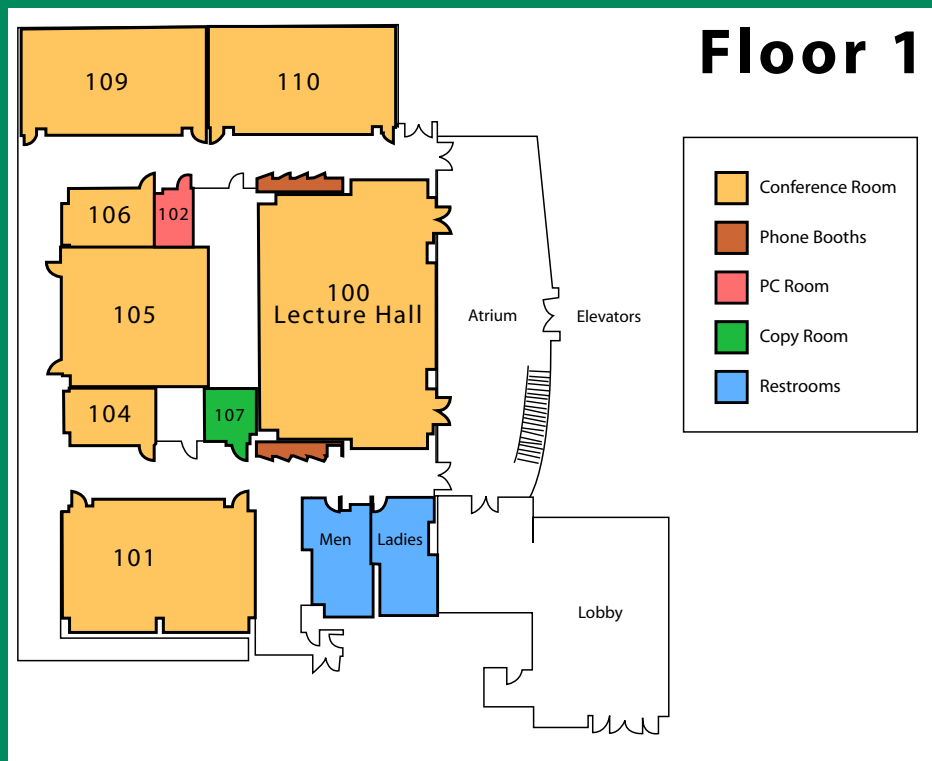 Floor 1
109
110
Conference Room
Phone Booths
PC Room
Copy Room
Restrooms
106
102
105
100
Lecture Hall
Atrium
Elevators
104
107
101
Men
Ladies
Lobby